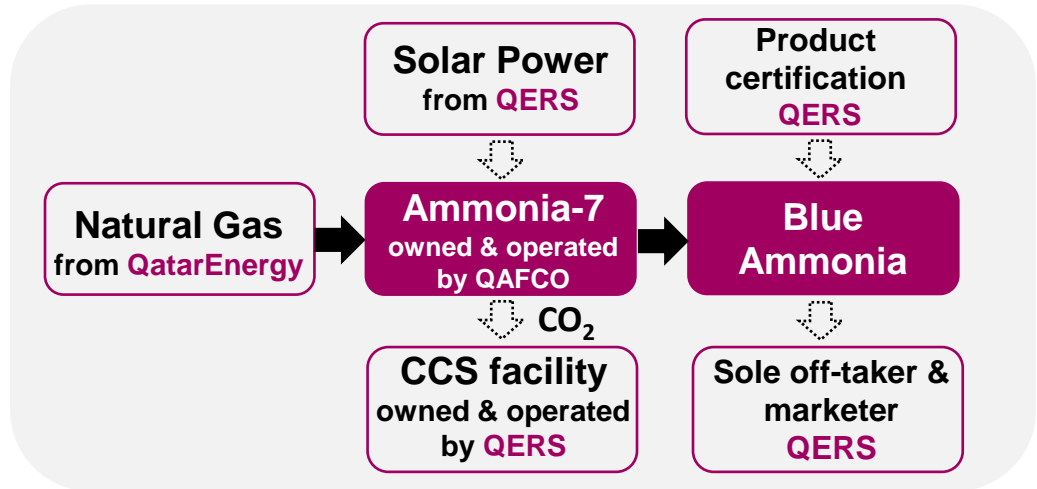 Solar Power
from QERS
Product
certification
QERS
Natural Gas
from QatarEnergy
Ammonia-7
owned & operated
by QAFCO
Blue
Ammonia
CO₂
CCS facility
owned & operated
by QERS
Sole off-taker &
marketer
QERS